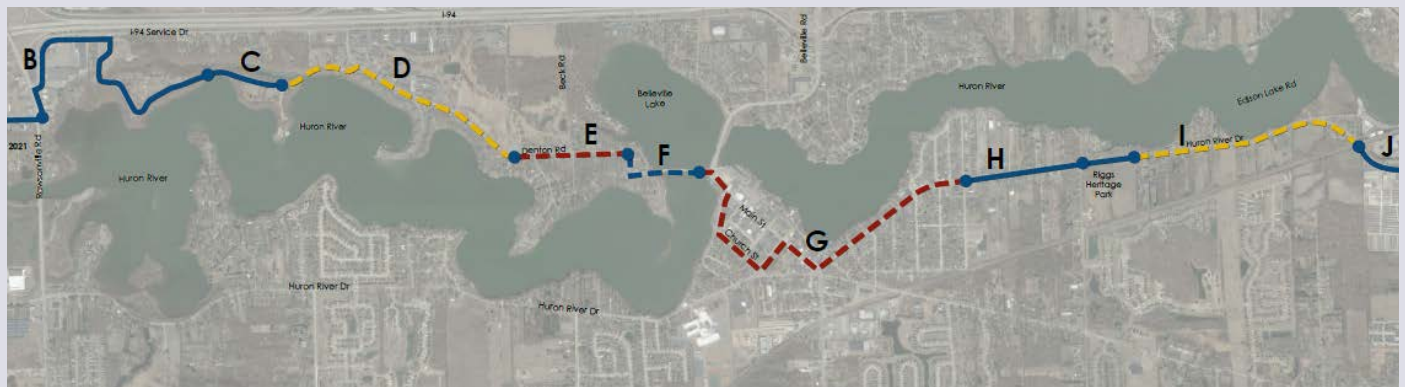 I-94
I-94 Service Dr
B
C
D
Beck Rd
Belleville Rd
Belleville
Lake
Huron River
Edison Lake Rd
2021
Rawsonville Rd
Huron River
Huron River
Denton Rd
E
F
H
I
Huron River Dr
J
Riggs
Heritage
Park
Main St
Church St
G
Huron River Dr
Huron River Dr